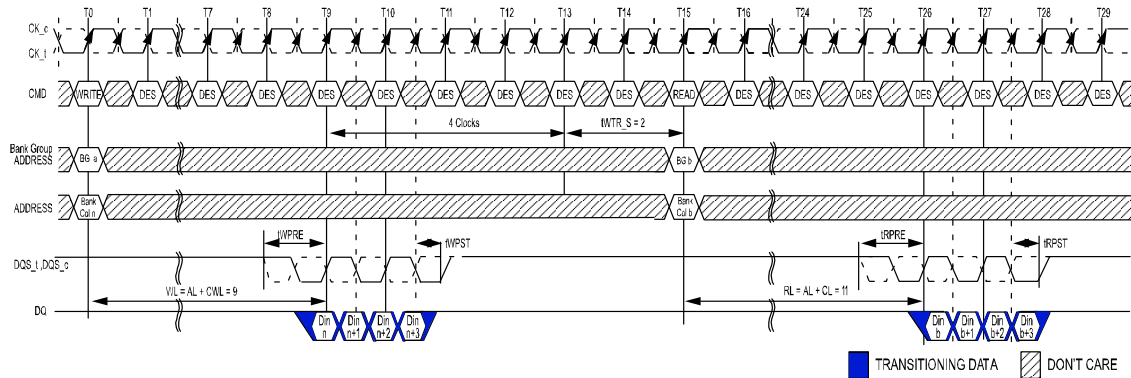 T0 T1 T7 T8 T9 T10 T11 T12 T13 T14 T15 T16 T24 T25 T26 T27 T28 T29
CK_c
CK_t
CMD WRITE DES DES DES DES DES DES DES DES DES READ DES DES DES DES DES DES DES
4 Clocks tWTR_S = 2
Bank Group
ADDRESS BG a BG b
ADDRESS Bank Col n Bank Col b
tWPRE tWPST tRPRE tRPST
DQS_t ,DQS_c
WL = AL + CWL = 9 RL = AL + CL = 11
DQ Din n Din n+1 Din n+2 Din n+3 Din b Din b+1 Din b+2 Din b+3
TRANSITIONING DATA DON'T CARE